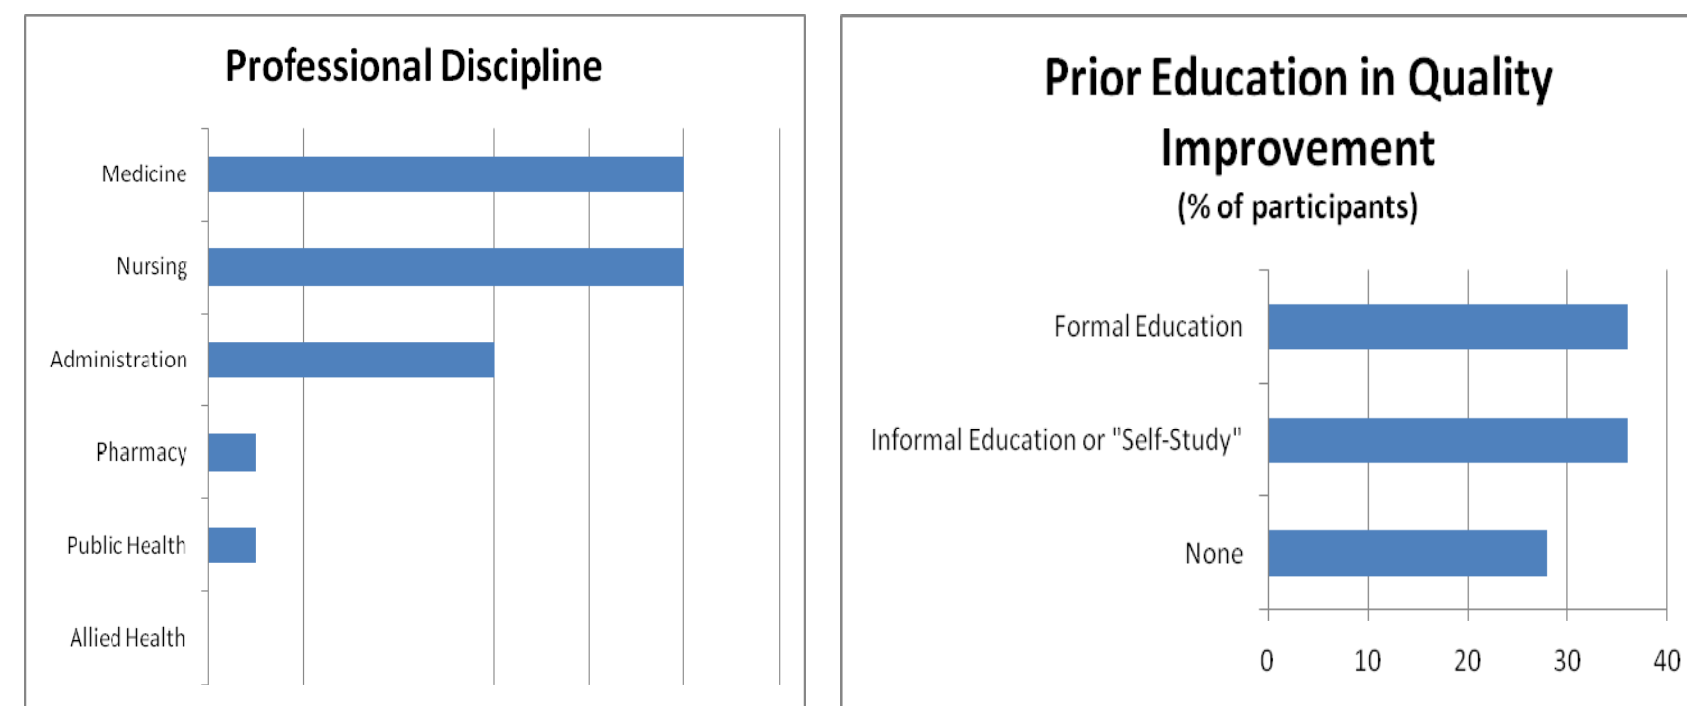 Professional Discipline
Medicine
Nursing
Administration
Pharmacy
Public Health
Allied Health
Prior Education in Quality
Improvement
(% of participants)
Formal Education
Informal Education or "Self-Study"
None
0 10 20 30 40